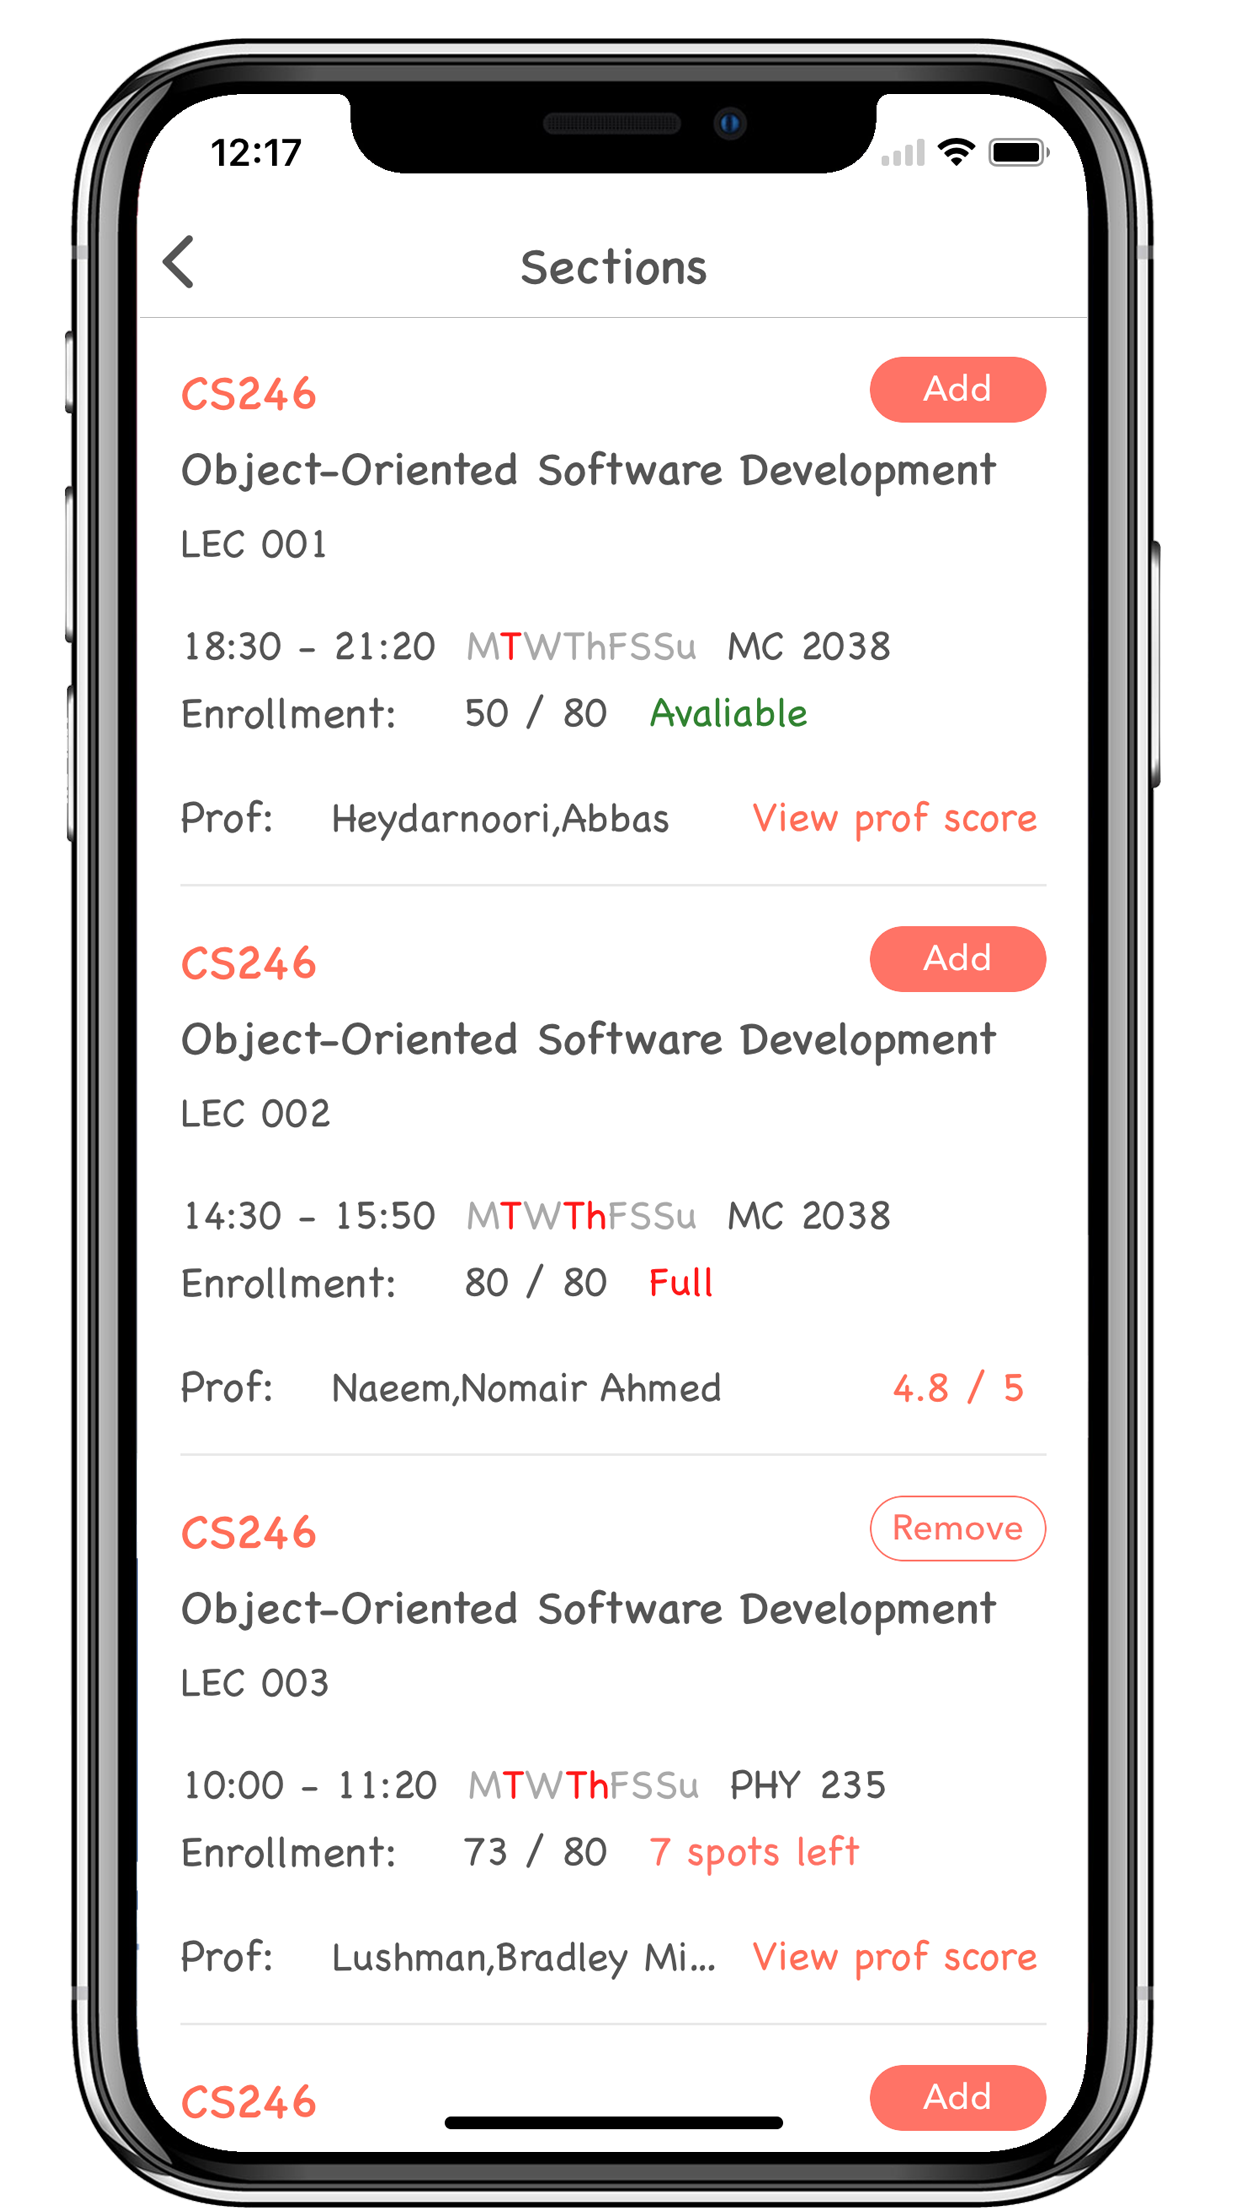 12:17
Sections
CS246 Add
Object-Oriented Software Development
LEC 001
18:30 - 21:20 MTWThFSSu MC 2038
Enrollment: 50 / 80 Avaliable
Prof: Heydarnoori,Abbas View prof score
CS246 Add
Object-Oriented Software Development
LEC 002
14:30 - 15:50 MTWThFSSu MC 2038
Enrollment: 80 / 80 Full
Prof: Naeem,Nomair Ahmed 4.8 / 5
CS246 Remove
Object-Oriented Software Development
LEC 003
10:00 - 11:20 MTWThFSSu PHY 235
Enrollment: 73 / 80 7 spots left
Prof: Lushman,Bradley Mi... View prof score
CS246 Add